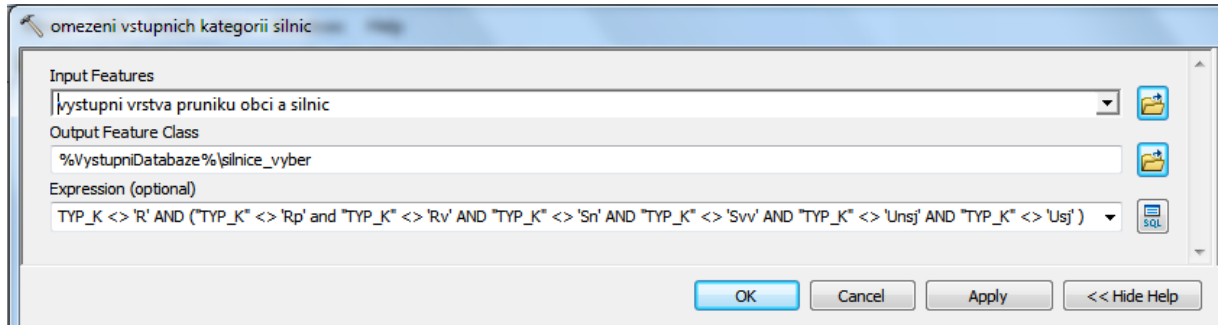 omezeni vstupnich kategorii silnic
Input Features
vystupni vrstva pruniku obci a silnic
Output Feature Class
%VystupniDatabaze%\silnice_vyber
Expression (optional)
TYP_K <> 'R' AND ("TYP_K" <> 'Rp' and "TYP_K" <> 'Rv' AND "TYP_K" <> 'Sn' AND "TYP_K" <> 'Svv' AND "TYP_K" <> 'Unsj' AND "TYP_K" <> 'Usj' )
SQL
OK Cancel Apply << Hide Help